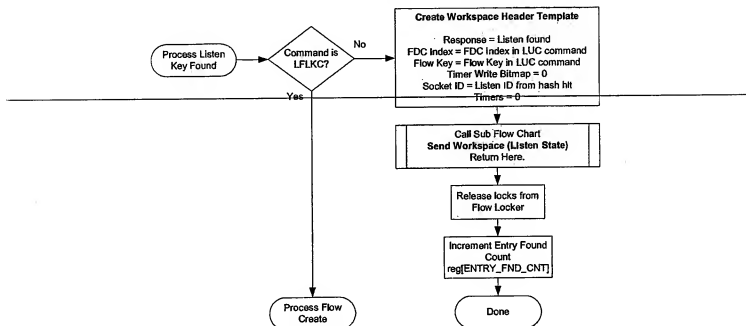 Create Workspace Header Template
Response = Listen found
FDC Index = FDC Index in LUC command
Flow Key = Flow Key in LUC command
Timer Write Bitmap = 0
Socket ID = Listen ID from hash hit
Timers = 0
Process Listen
Key Found
Command is
LFLKC?
No
Yes
Call Sub Flow Chart
Send Workspace (Listen State)
Return Here.
Release locks from
Flow Locker
Increment Entry Found
Count
reg[ENTRY_FND_CNT]
Process Flow
Create
Done